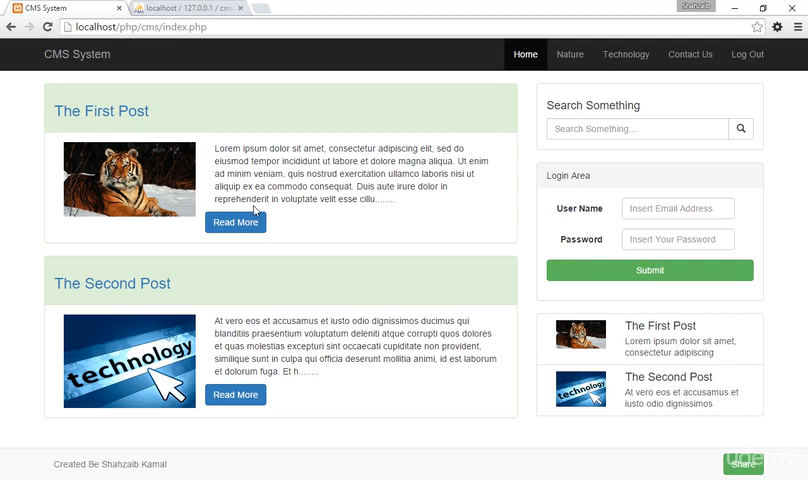 CMS System
localhost / 127.0.0.1 / cms
Shahzaib
localhost/php/cms/index.php
CMS System
Home Nature Technology Contact Us Log Out
The First Post
Lorem ipsum dolor sit amet, consectetur adipiscing elit, sed do
eiusmod tempor incididunt ut labore et dolore magna aliqua. Ut enim
ad minim veniam, quis nostrud exercitation ullamco laboris nisi ut
aliquip ex ea commodo consequat. Duis aute irure dolor in
reprehenderit in voluptate velit esse cillu........
Read More
The Second Post
technology
At vero eos et accusamus et iusto odio dignissimos ducimus qui
blanditiis praesentium voluptatum deleniti atque corrupti quos dolores
et quas molestias excepturi sint occaecati cupiditate non provident,
similique sunt in culpa qui officia deserunt mollitia animi, id est laborum
et dolorum fuga. Et h........
Read More
Search Something
Search Something....
Login Area
User Name Insert Email Address
Password Insert Your Password
Submit
The First Post
Lorem ipsum dolor sit amet,
consectetur adipiscing
technology
The Second Post
At vero eos et accusamus et
iusto odio dignissimos
Created Be Shahzaib Kamal
Share
udemy